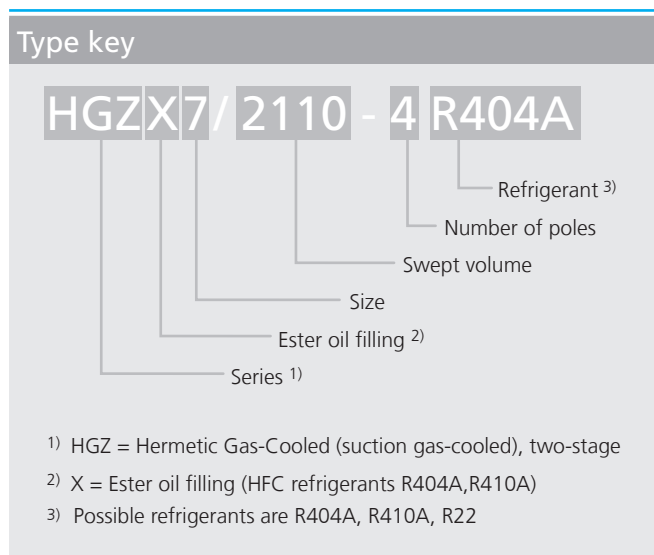 Type key
HGZX7/ 2110 - 4 R404A
Refrigerant 3)
Number of poles
Swept volume
Size
Ester oil filling 2)
Series 1)
1) HGZ = Hermetic Gas-Cooled (suction gas-cooled), two-stage
2) X = Ester oil filling (HFC refrigerants R404A,R410A)
3) Possible refrigerants are R404A, R410A, R22